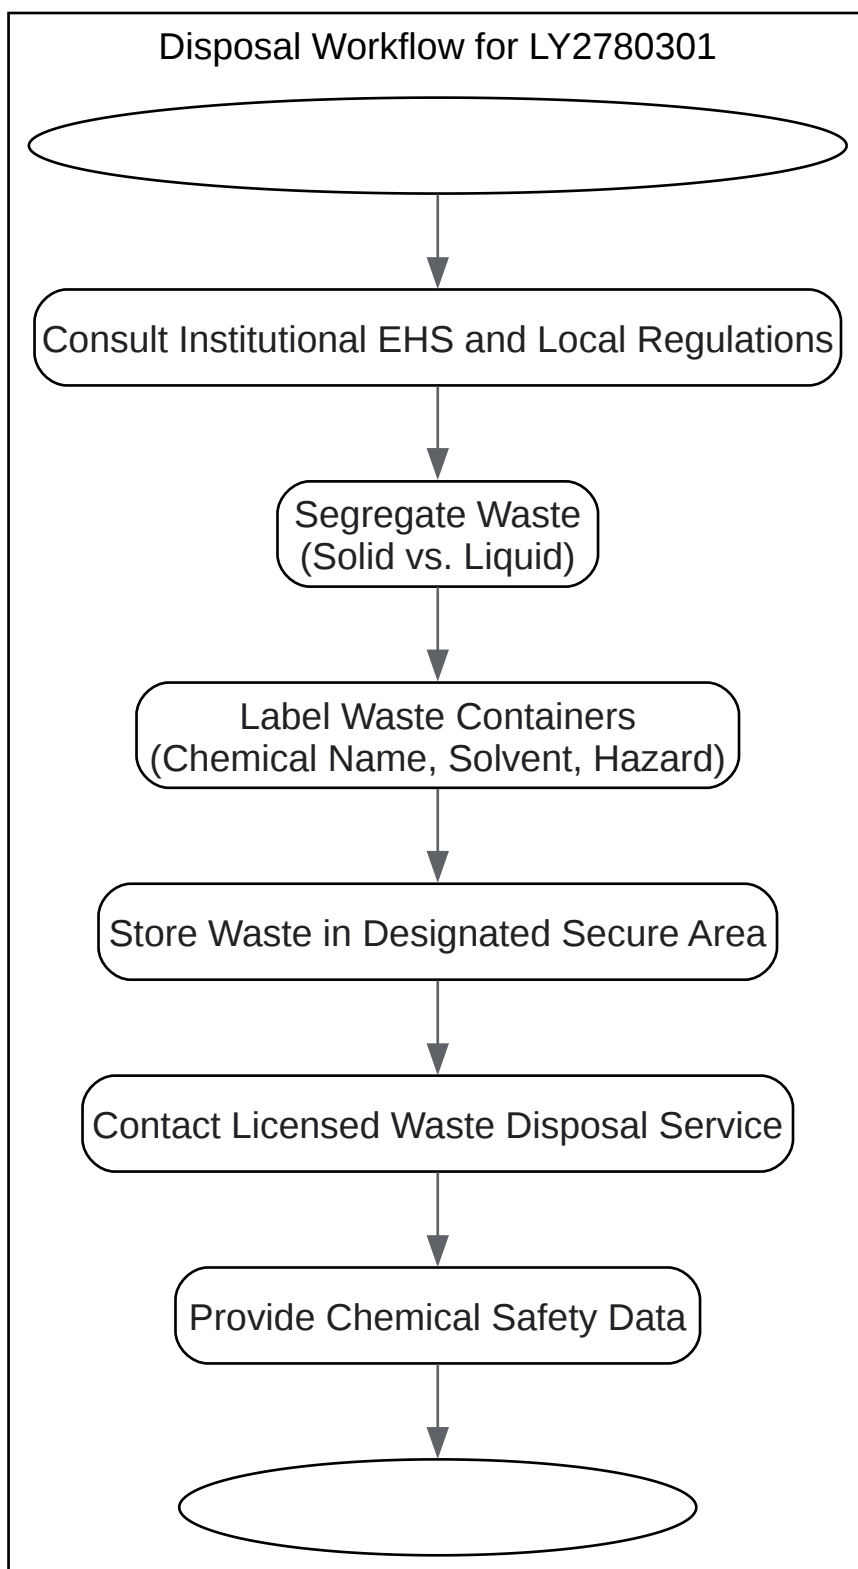 Disposal Workflow for LY2780301
Consult Institutional EHS and Local Regulations
Segregate Waste
(Solid vs. Liquid)
Label Waste Containers
(Chemical Name, Solvent, Hazard)
Store Waste in Designated Secure Area
Contact Licensed Waste Disposal Service
Provide Chemical Safety Data